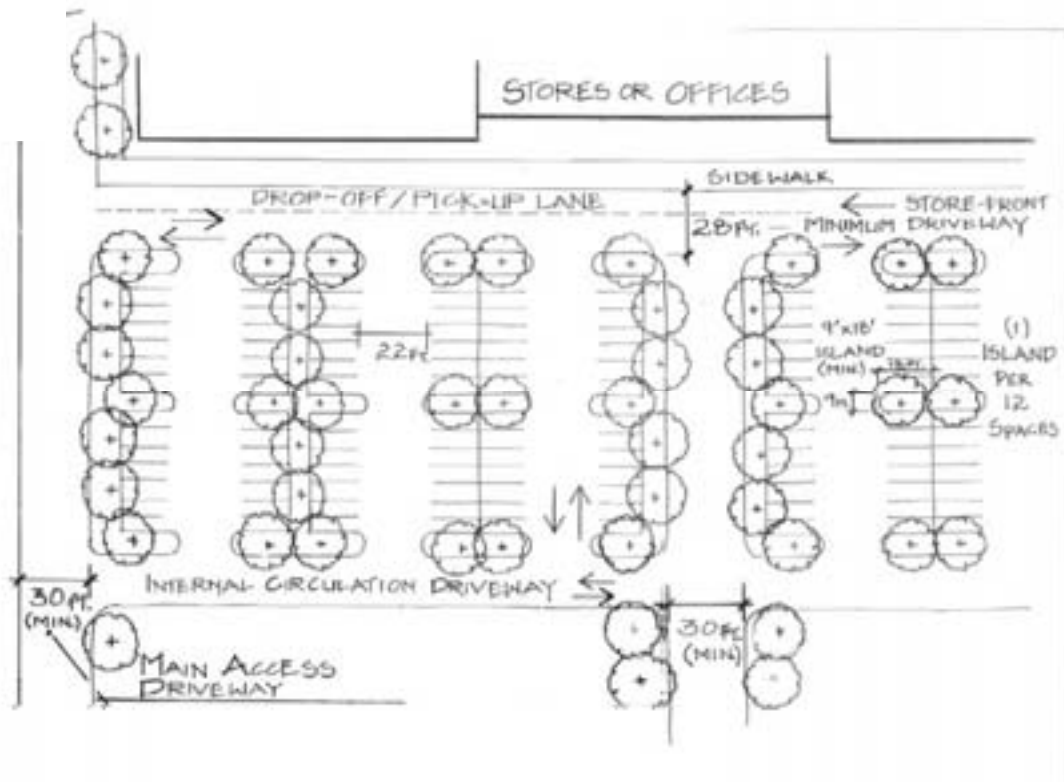 STORES OR OFFICES
SIDEWALK
DROP-OFF/PICK-UP LANE
STORE-FRONT
28 FT. — MINIMUM DRIVEWAY
22 FT
9'x18'
ISLAND
(MIN)
18 FT.
(1)
ISLAND
PER
12
SPACES
INTERNAL CIRCULATION DRIVEWAY
30 FT.
(MIN)
30 FT.
(MIN)
MAIN ACCESS
DRIVEWAY